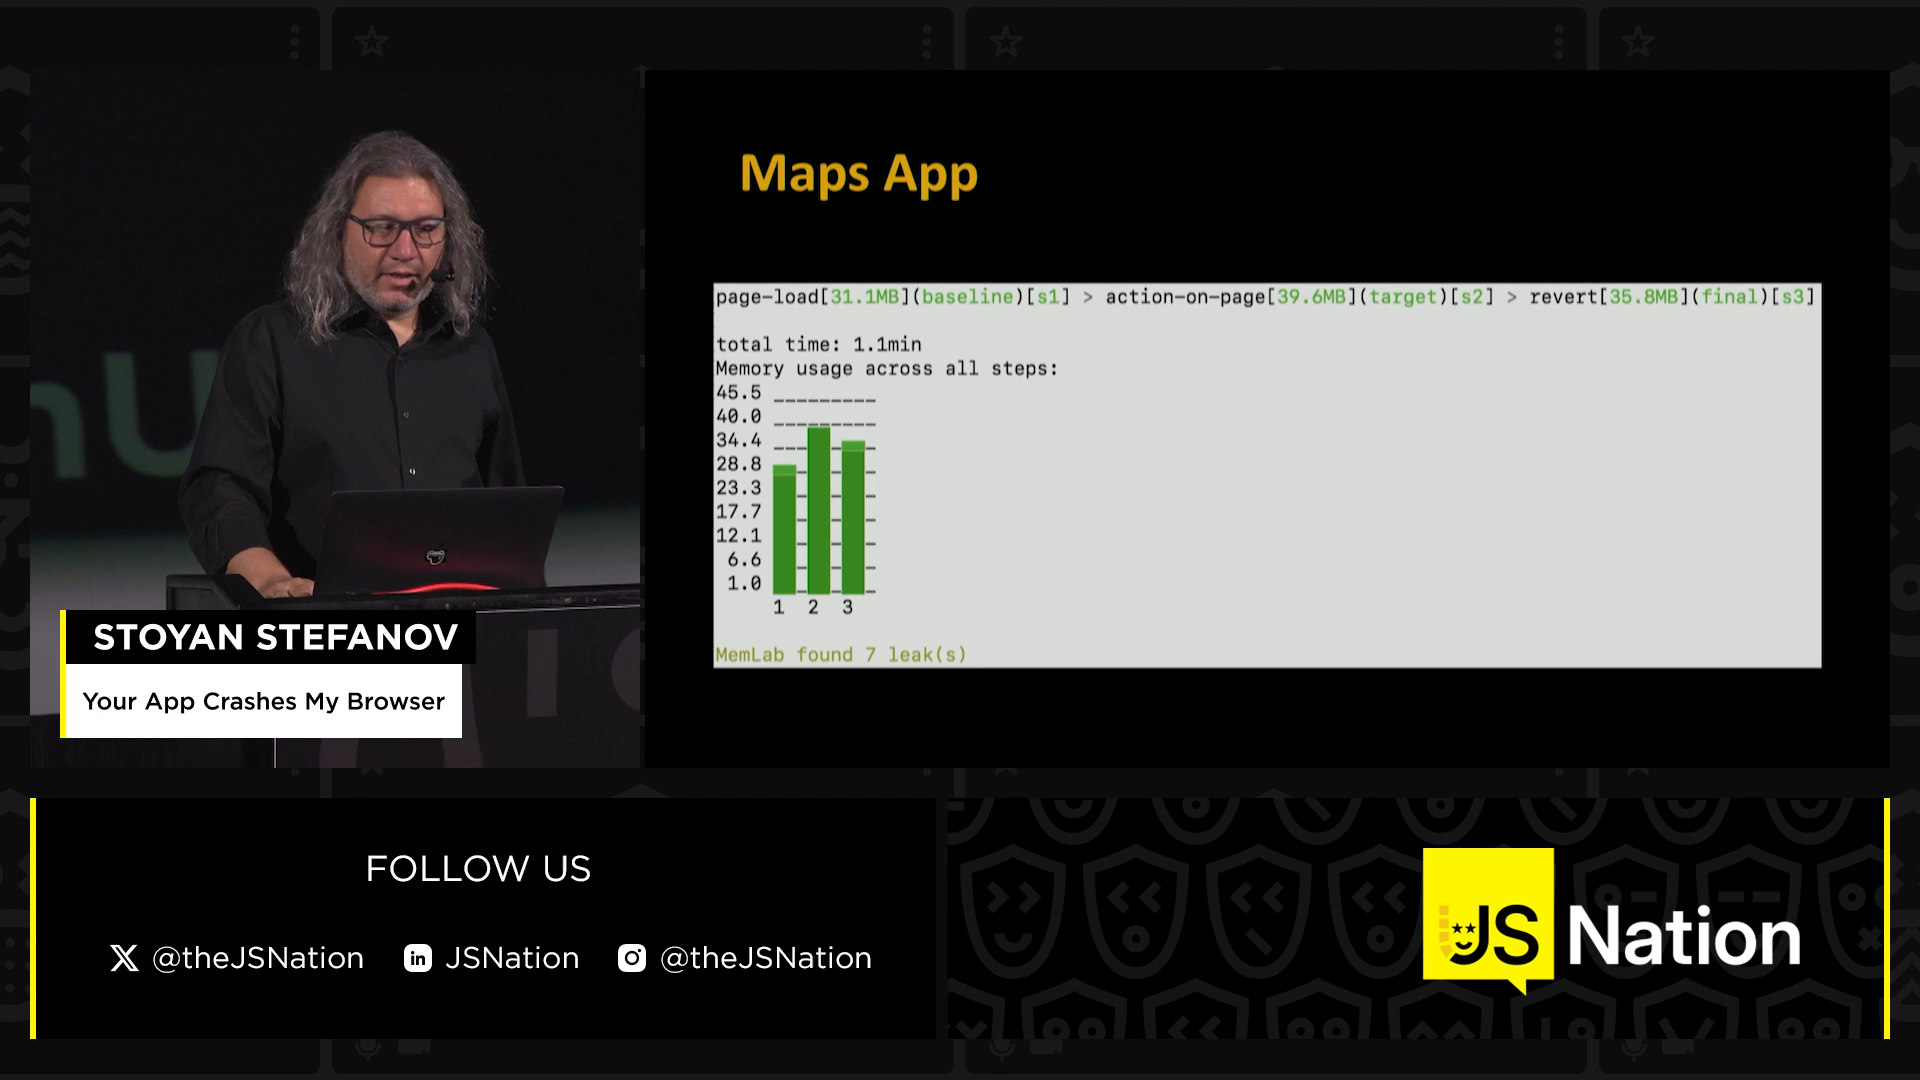 Maps App
page-load[31.1MB](baseline)[s1] > action-on-page[39.6MB](target)[s2] > revert[35.8MB](final)[s3]
total time: 1.1min
Memory usage across all steps:
45.5
40.0
34.4
28.8
23.3
17.7
12.1
6.6
1.0
1 2 3
MemLab found 7 leak(s)
STOYAN STEFANOV
Your App Crashes My Browser
FOLLOW US
@theJSNation
JSNation
@theJSNation
JS Nation